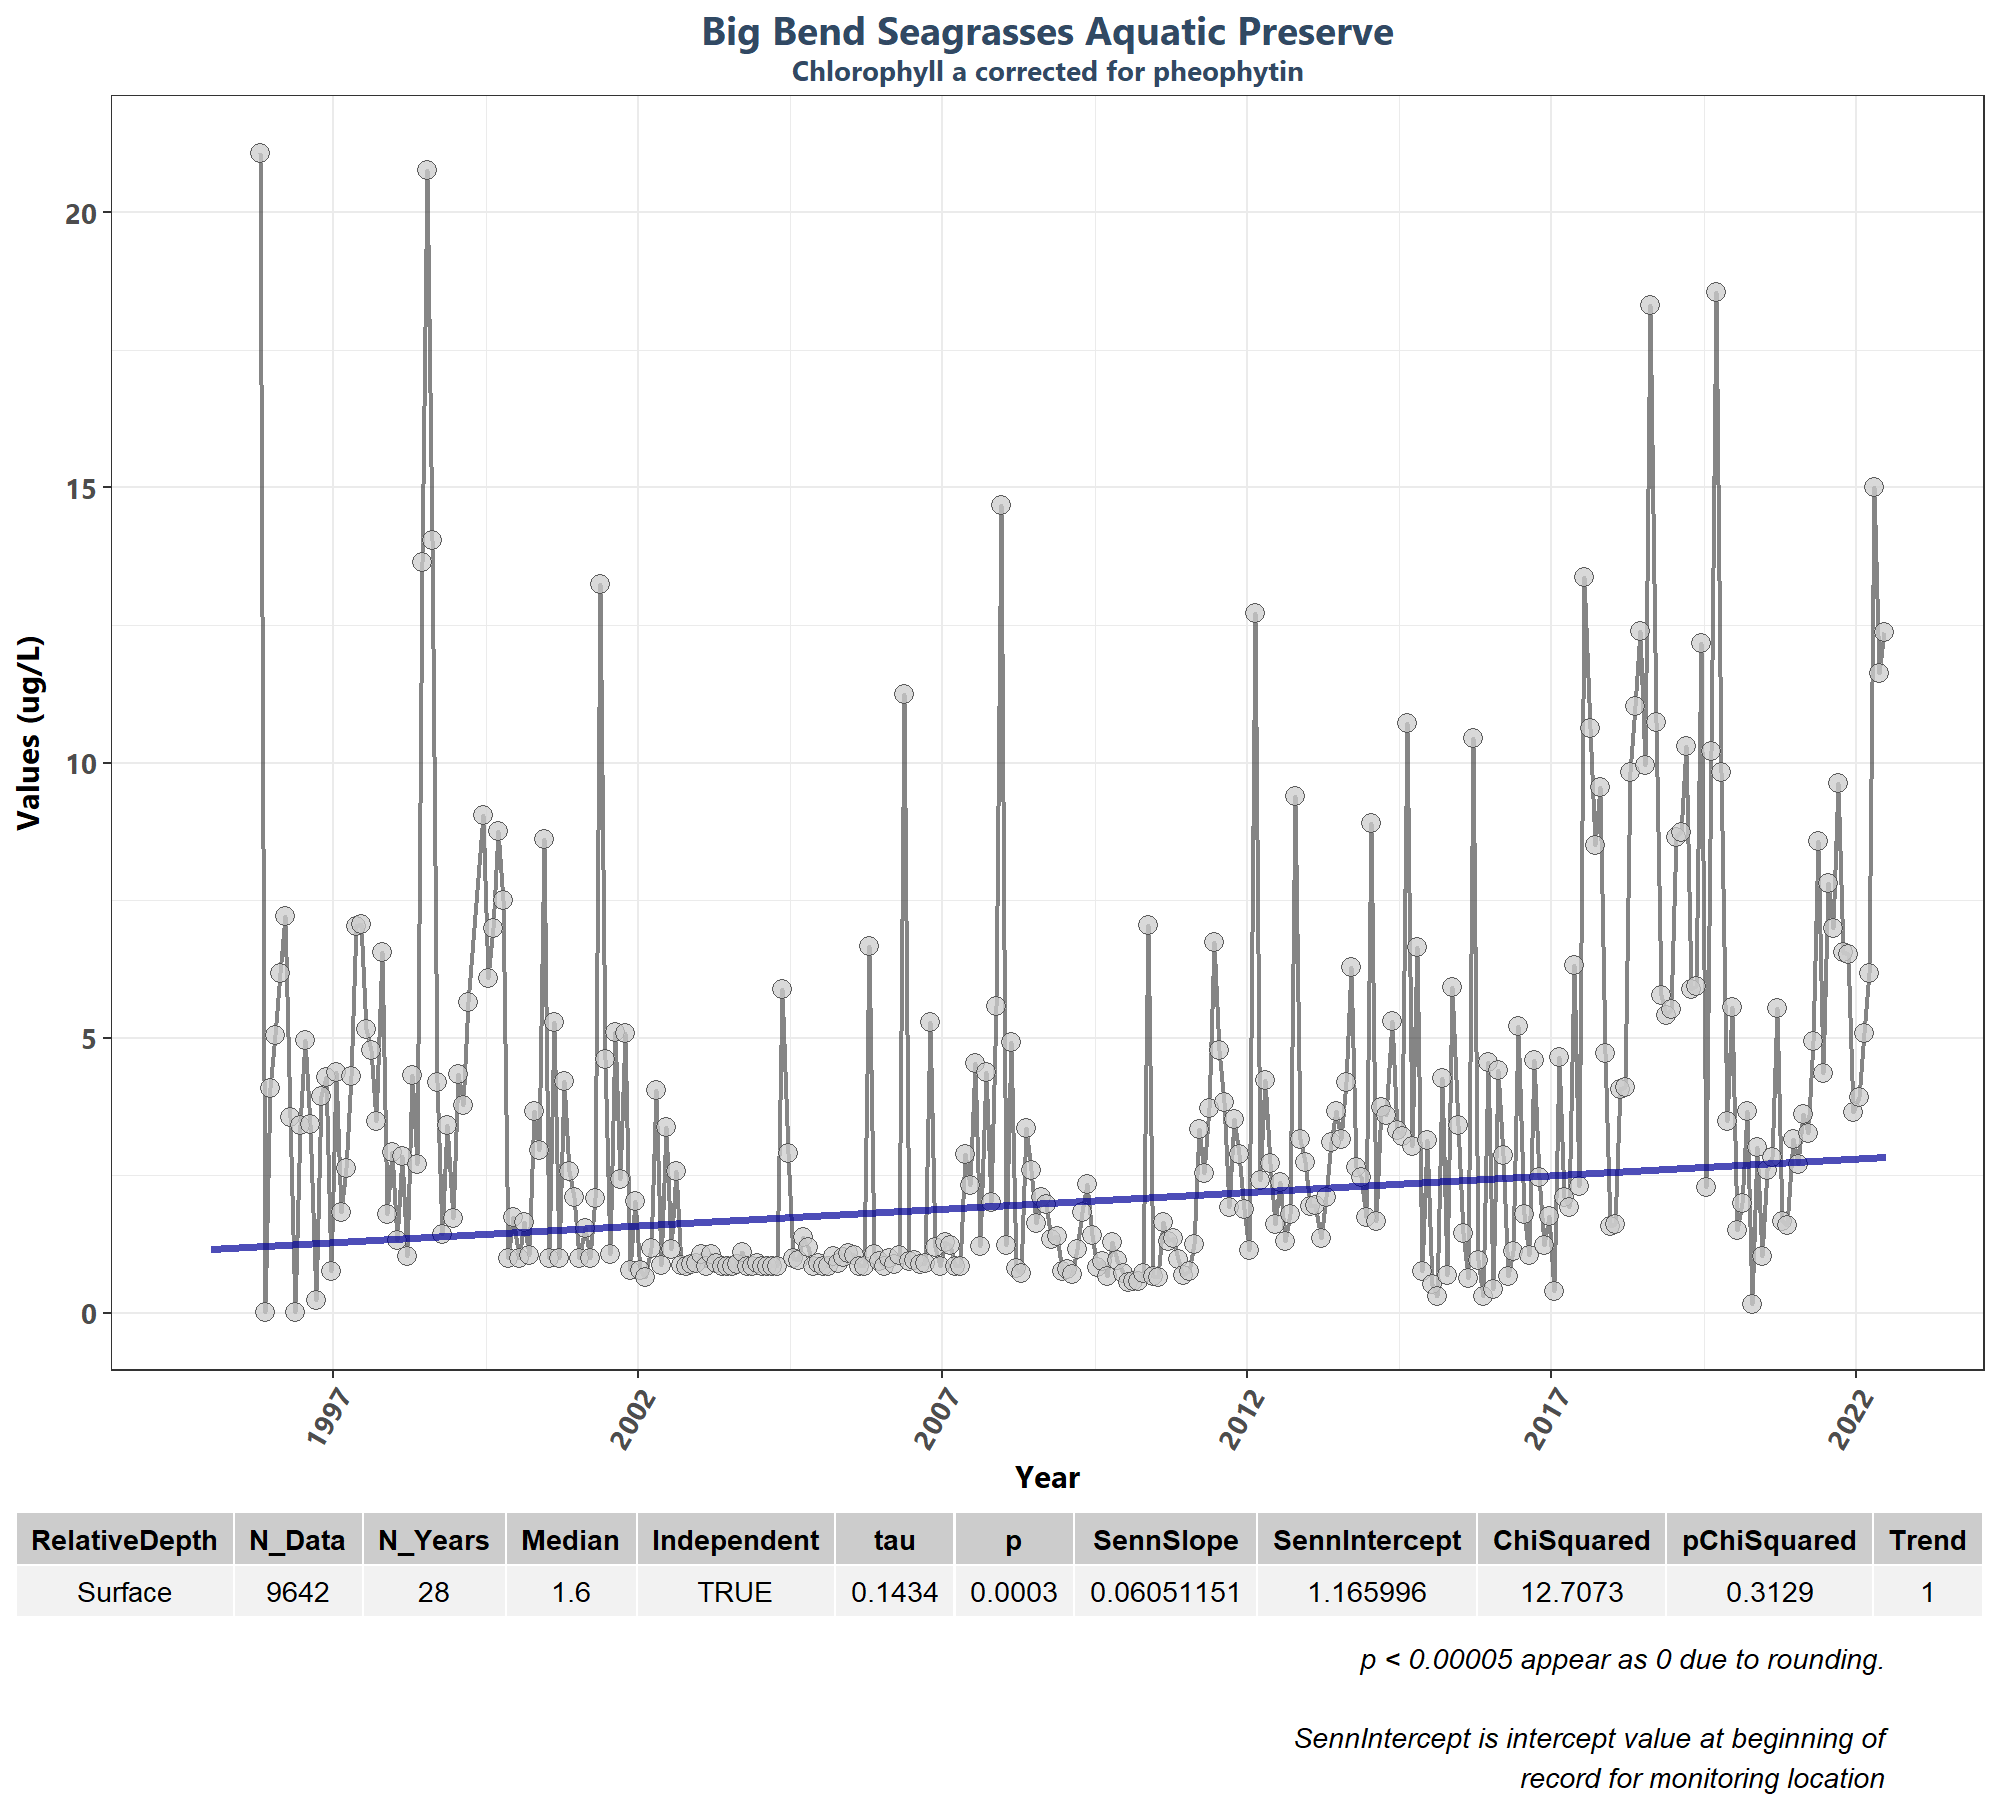 Big Bend Seagrasses Aquatic Preserve
Chlorophyll a corrected for pheophytin
Values (ug/L)
20
15
10
5
0
1997 2002 2007 2012 2017 2022
Year
RelativeDepth N_Data N_Years Median Independent tau p SennSlope SennIntercept ChiSquared pChiSquared Trend
Surface 9642 28 1.6 TRUE 0.1434 0.0003 0.06051151 1.165996 12.7073 0.3129 1
p < 0.00005 appear as 0 due to rounding.
SennIntercept is intercept value at beginning of
record for monitoring location